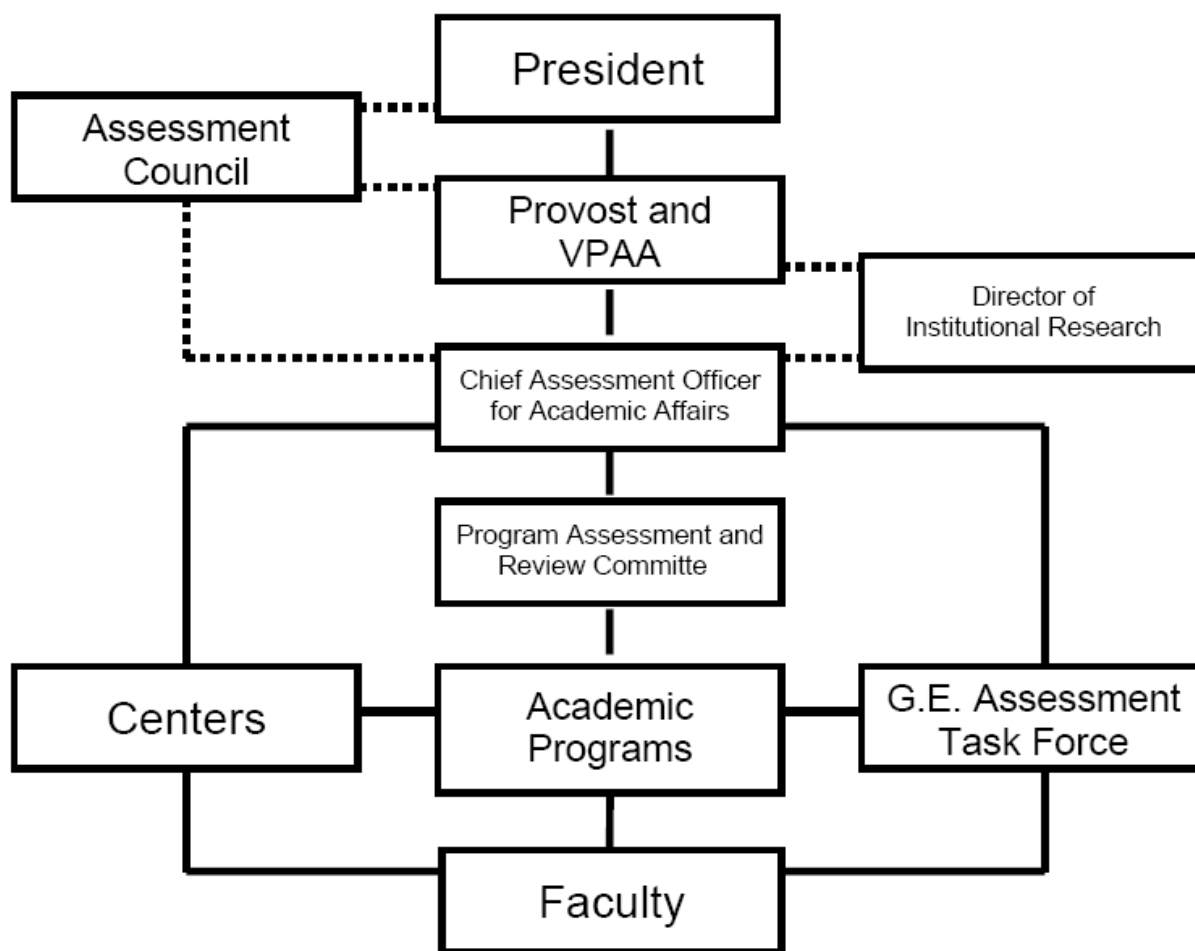 President
Assessment
Council
Provost and
VPAA
Director of
Institutional Research
Chief Assessment Officer
for Academic Affairs
Program Assessment and
Review Committe
Centers
Academic
Programs
G.E. Assessment
Task Force
Faculty